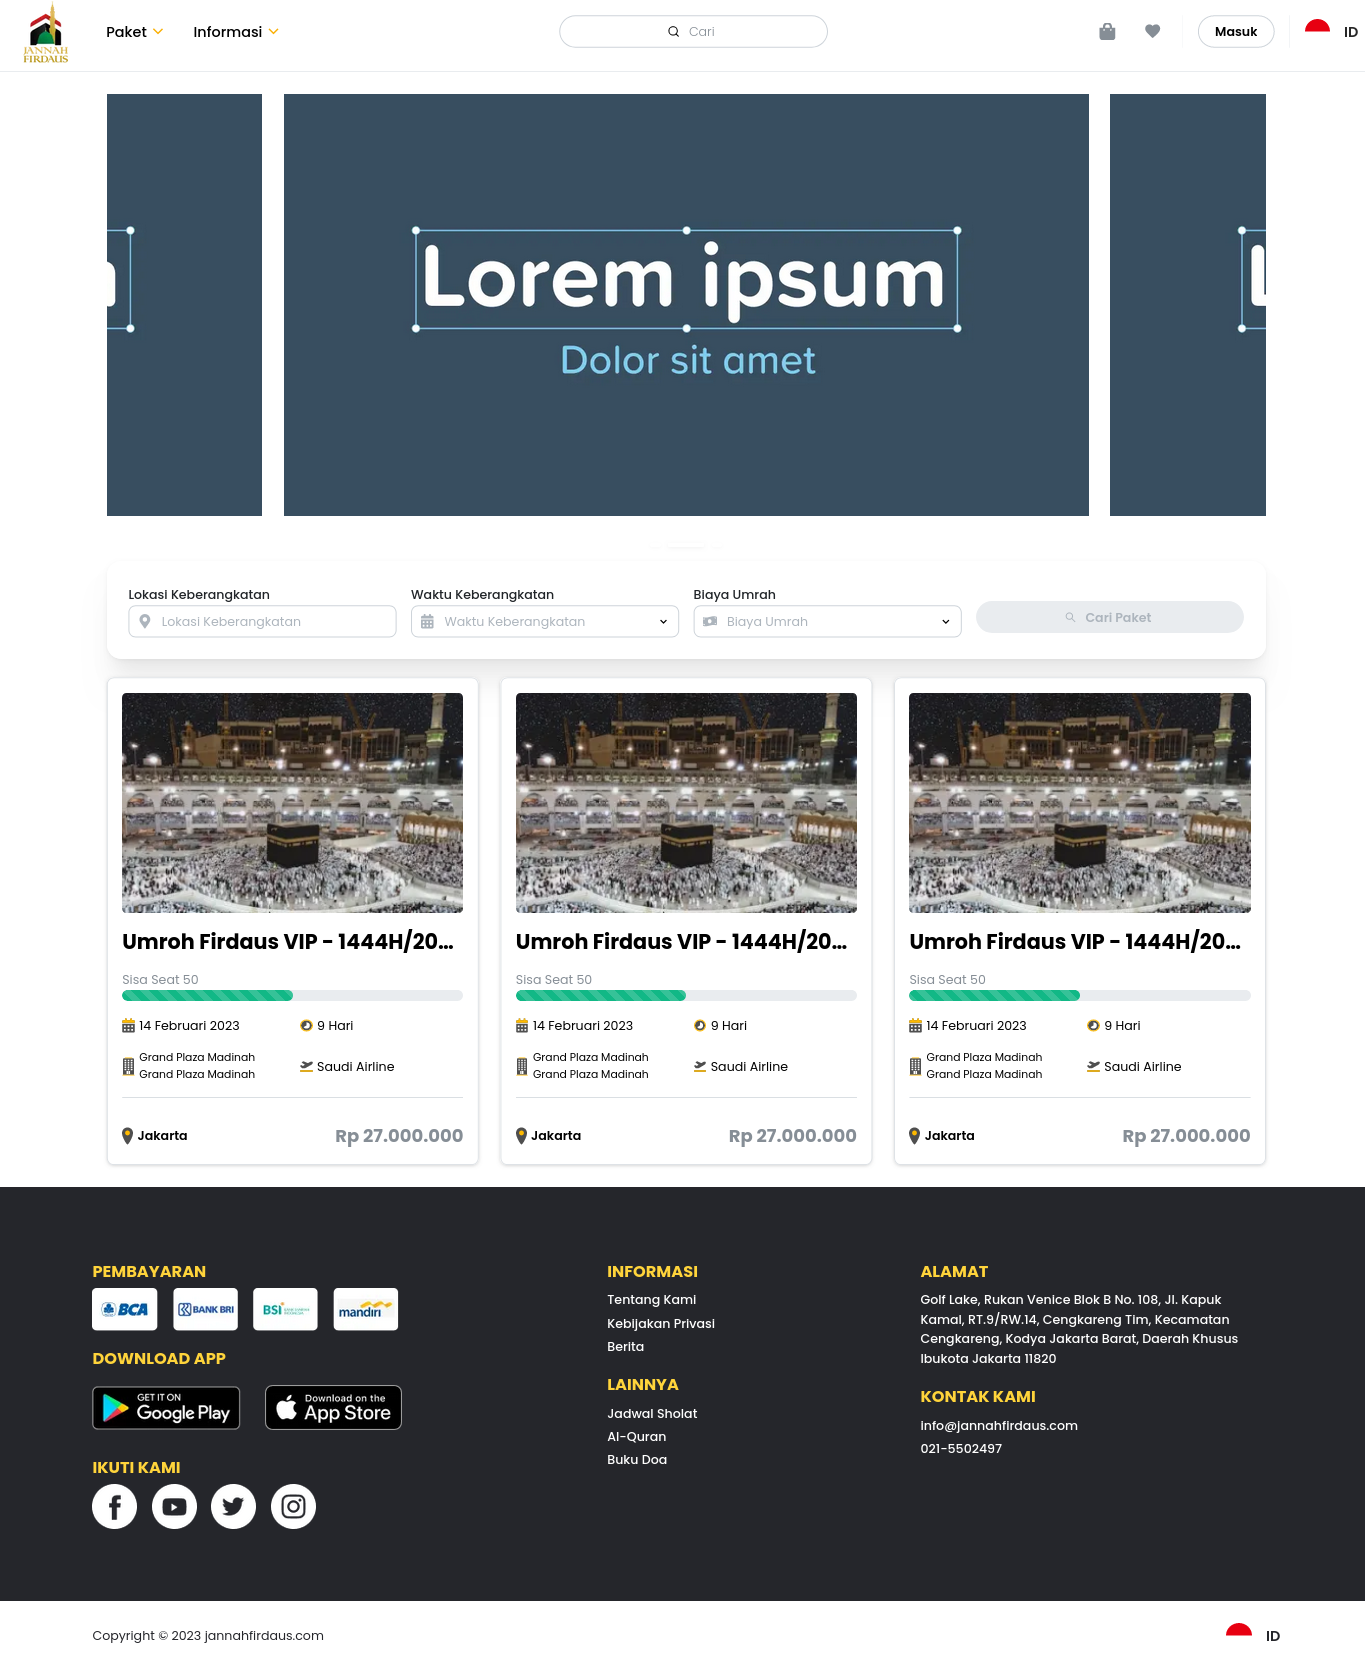 JANNAH
FIRDAUS
Paket
Informasi
Cari
Masuk
ID
Lorem ipsum
Dolor sit amet
Lokasi Keberangkatan
Waktu Keberangkatan
Biaya Umrah
Lokasi Keberangkatan
Waktu Keberangkatan
Biaya Umrah
Cari Paket
Umroh Firdaus VIP - 1444H/20...
Sisa Seat 50
14 Februari 2023
9 Hari
Grand Plaza Madinah
Grand Plaza Madinah
Saudi Airline
Jakarta
Rp 27.000.000
Umroh Firdaus VIP - 1444H/20...
Sisa Seat 50
14 Februari 2023
9 Hari
Grand Plaza Madinah
Grand Plaza Madinah
Saudi Airline
Jakarta
Rp 27.000.000
Umroh Firdaus VIP - 1444H/20...
Sisa Seat 50
14 Februari 2023
9 Hari
Grand Plaza Madinah
Grand Plaza Madinah
Saudi Airline
Jakarta
Rp 27.000.000
PEMBAYARAN
BCA
BANK BRI
BSI
mandiri
DOWNLOAD APP
GET IT ON
Google Play
Download on the
App Store
IKUTI KAMI
INFORMASI
Tentang Kami
Kebijakan Privasi
Berita
LAINNYA
Jadwal Sholat
Al-Quran
Buku Doa
ALAMAT
Golf Lake, Rukan Venice Blok B No. 108, Jl. Kapuk
Kamal, RT.9/RW.14, Cengkareng Tim, Kecamatan
Cengkareng, Kodya Jakarta Barat, Daerah Khusus
Ibukota Jakarta 11820
KONTAK KAMI
info@jannahfirdaus.com
021-5502497
Copyright © 2023 jannahfirdaus.com
ID